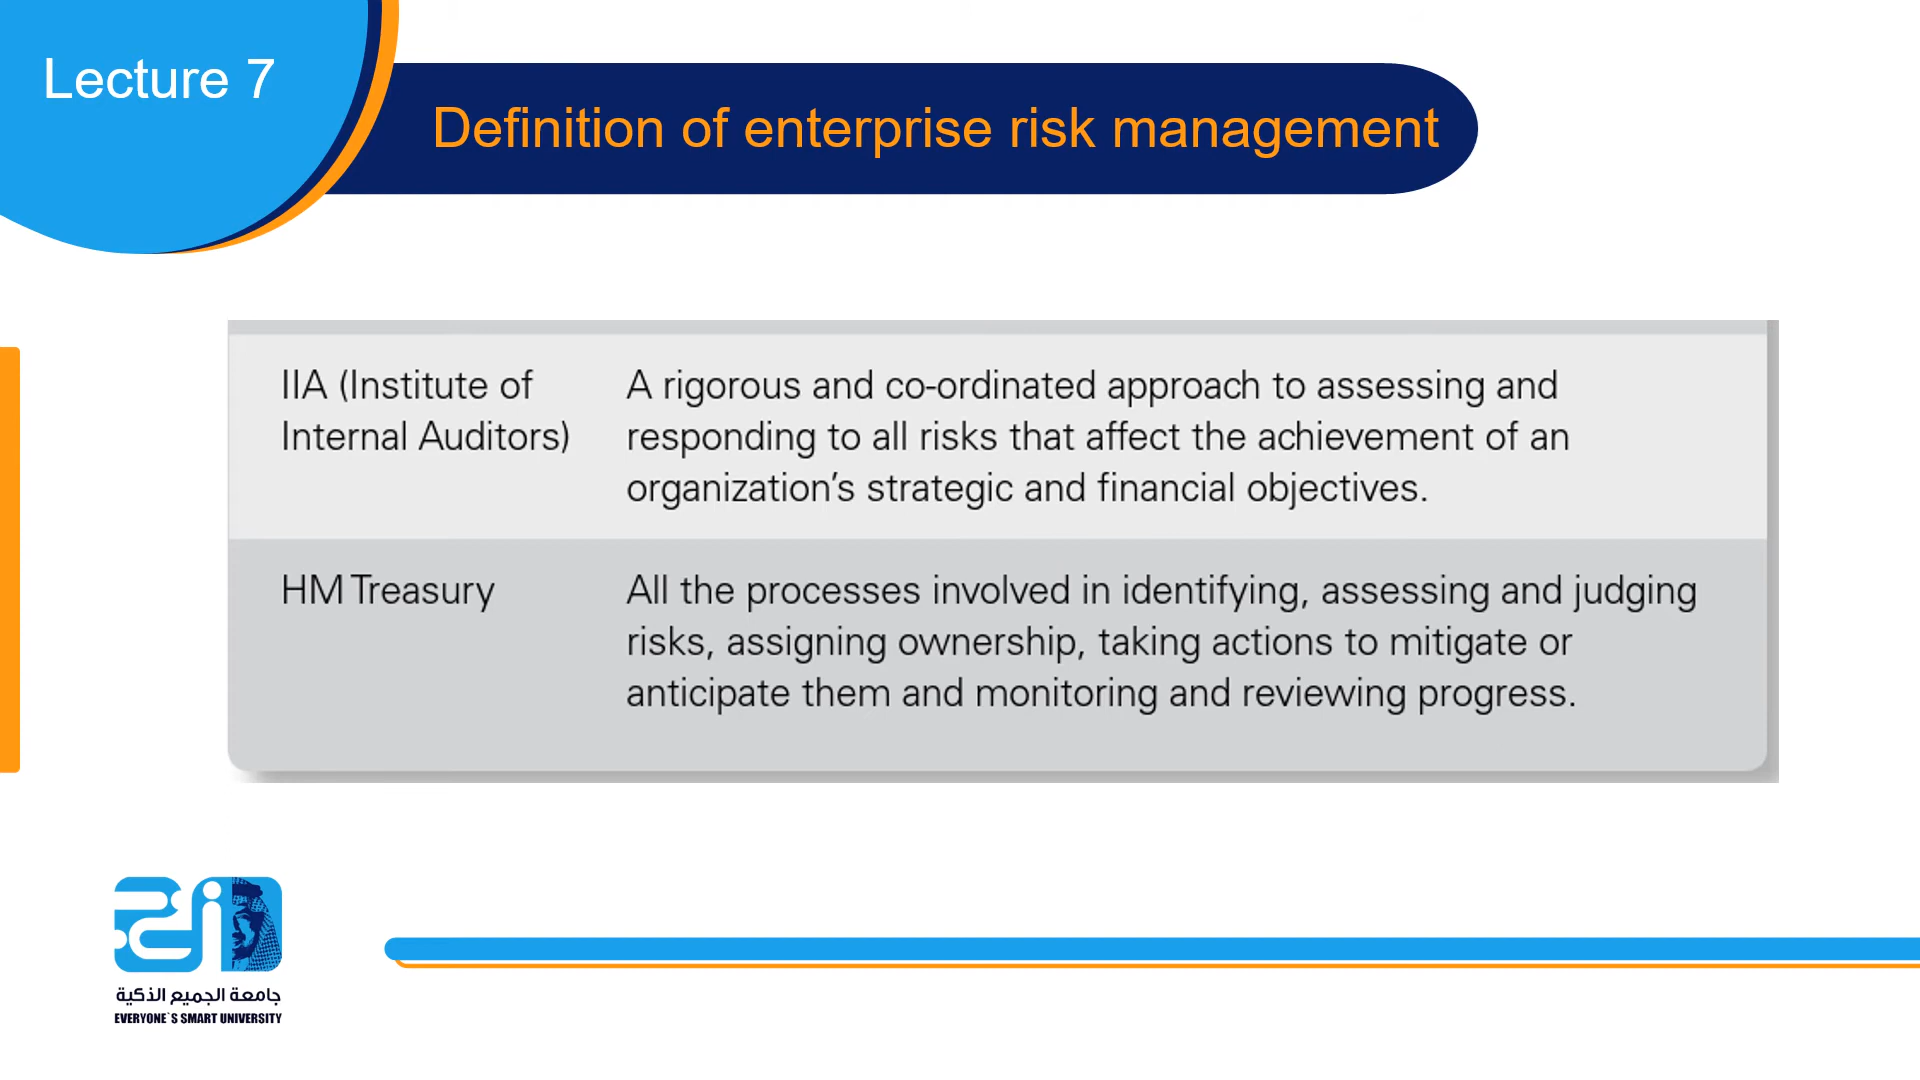 Lecture 7
Definition of enterprise risk management
IIA (Institute of
Internal Auditors)
A rigorous and co-ordinated approach to assessing and
responding to all risks that affect the achievement of an
organization’s strategic and financial objectives.
HM Treasury
All the processes involved in identifying, assessing and judging
risks, assigning ownership, taking actions to mitigate or
anticipate them and monitoring and reviewing progress.
جامعة الجميع الذكية
EVERYONE`S SMART UNIVERSITY